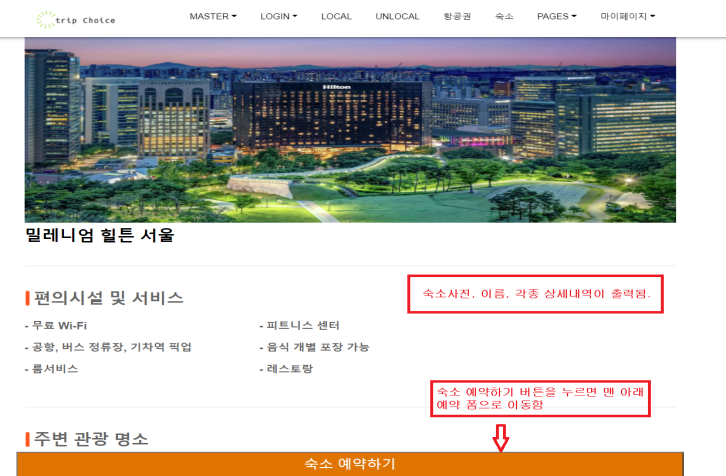 trip Choice
MASTER LOGIN LOCAL UNLOCAL 항공권 숙소 PAGES 마이페이지
Hilton
밀레니엄 힐튼 서울
편의시설 및 서비스
숙소사진, 이름, 각종 상세내역이 출력됨.
- 무료 Wi-Fi
- 피트니스 센터
- 공항, 버스 정류장, 기차역 픽업
- 음식 개별 포장 가능
- 룸서비스
- 레스토랑
숙소 예약하기 버튼을 누르면 맨 아래
예약 폼으로 이동함
주변 관광 명소
숙소 예약하기